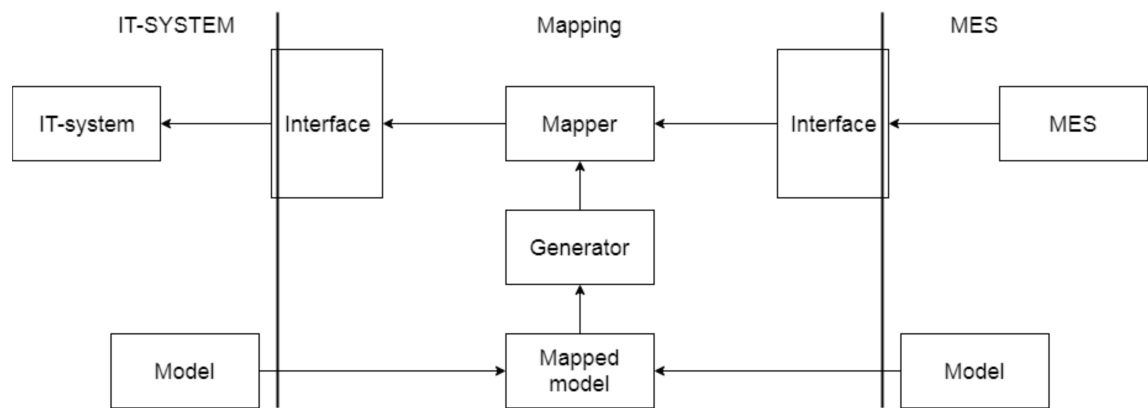 IT-SYSTEM
Mapping
MES
IT-system
Interface
Mapper
Interface
MES
Generator
Model
Mapped
model
Model